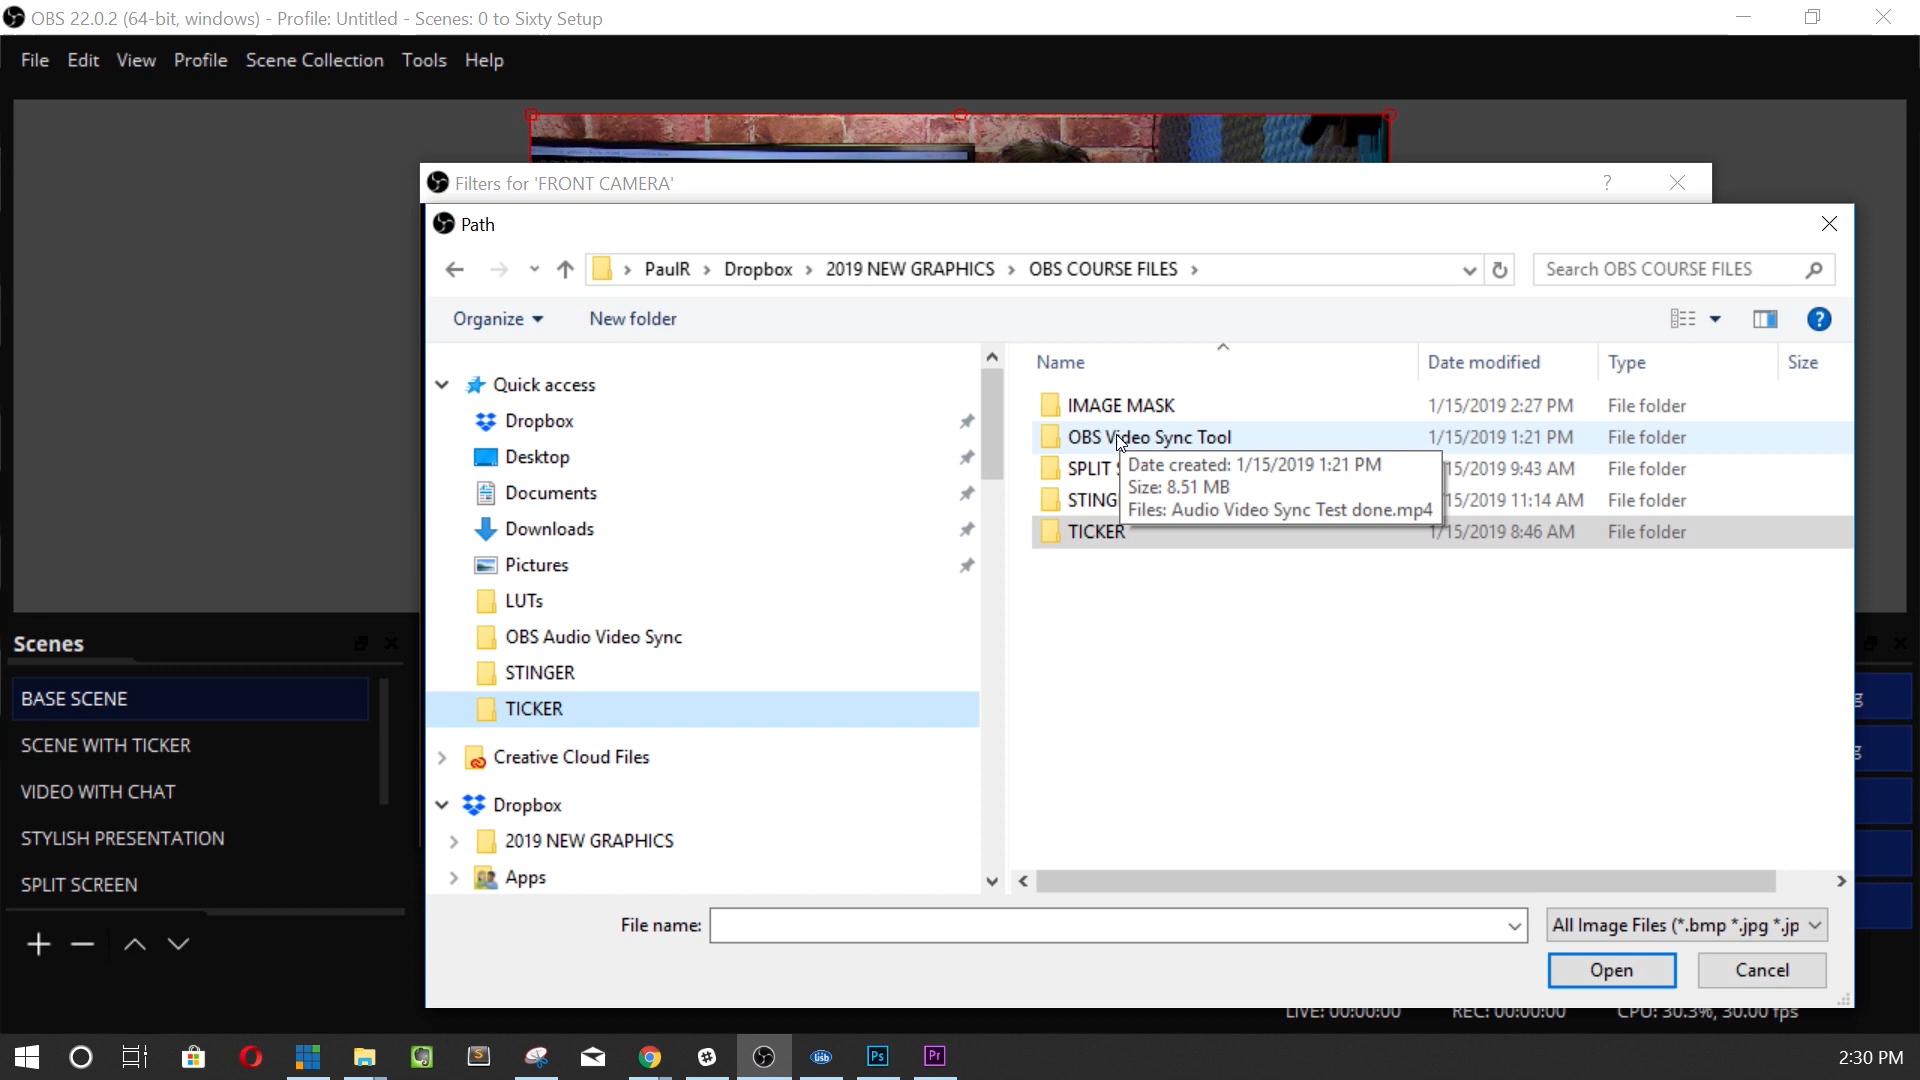 OBS 22.0.2 (64-bit, windows) - Profile: Untitled - Scenes: 0 to Sixty Setup
File Edit View Profile Scene Collection Tools Help
Filters for 'FRONT CAMERA' ?
Path
PaulR > Dropbox > 2019 NEW GRAPHICS > OBS COURSE FILES >
Search OBS COURSE FILES
Organize New folder ?
Name Date modified Type Size
Quick access
Dropbox
Desktop
Documents
Downloads
Pictures
LUTs
OBS Audio Video Sync
STINGER
TICKER
Creative Cloud Files
Dropbox
2019 NEW GRAPHICS
Apps
IMAGE MASK 1/15/2019 2:27 PM File folder
OBS Video Sync Tool 1/15/2019 1:21 PM File folder
SPLIT 15/2019 9:43 AM File folder
STING 15/2019 11:14 AM File folder
TICKER 1/15/2019 8:46 AM File folder
Date created: 1/15/2019 1:21 PM
Size: 8.51 MB
Files: Audio Video Sync Test done.mp4
File name:
All Image Files (*.bmp *.jpg *.jp
Open Cancel
Scenes
BASE SCENE
SCENE WITH TICKER
VIDEO WITH CHAT
STYLISH PRESENTATION
SPLIT SCREEN
g
g
LIVE: 00:00:00 REC: 00:00:00 CPU: 30.3%, 30.00 fps
S
usb
Ps
Pr
2:30 PM